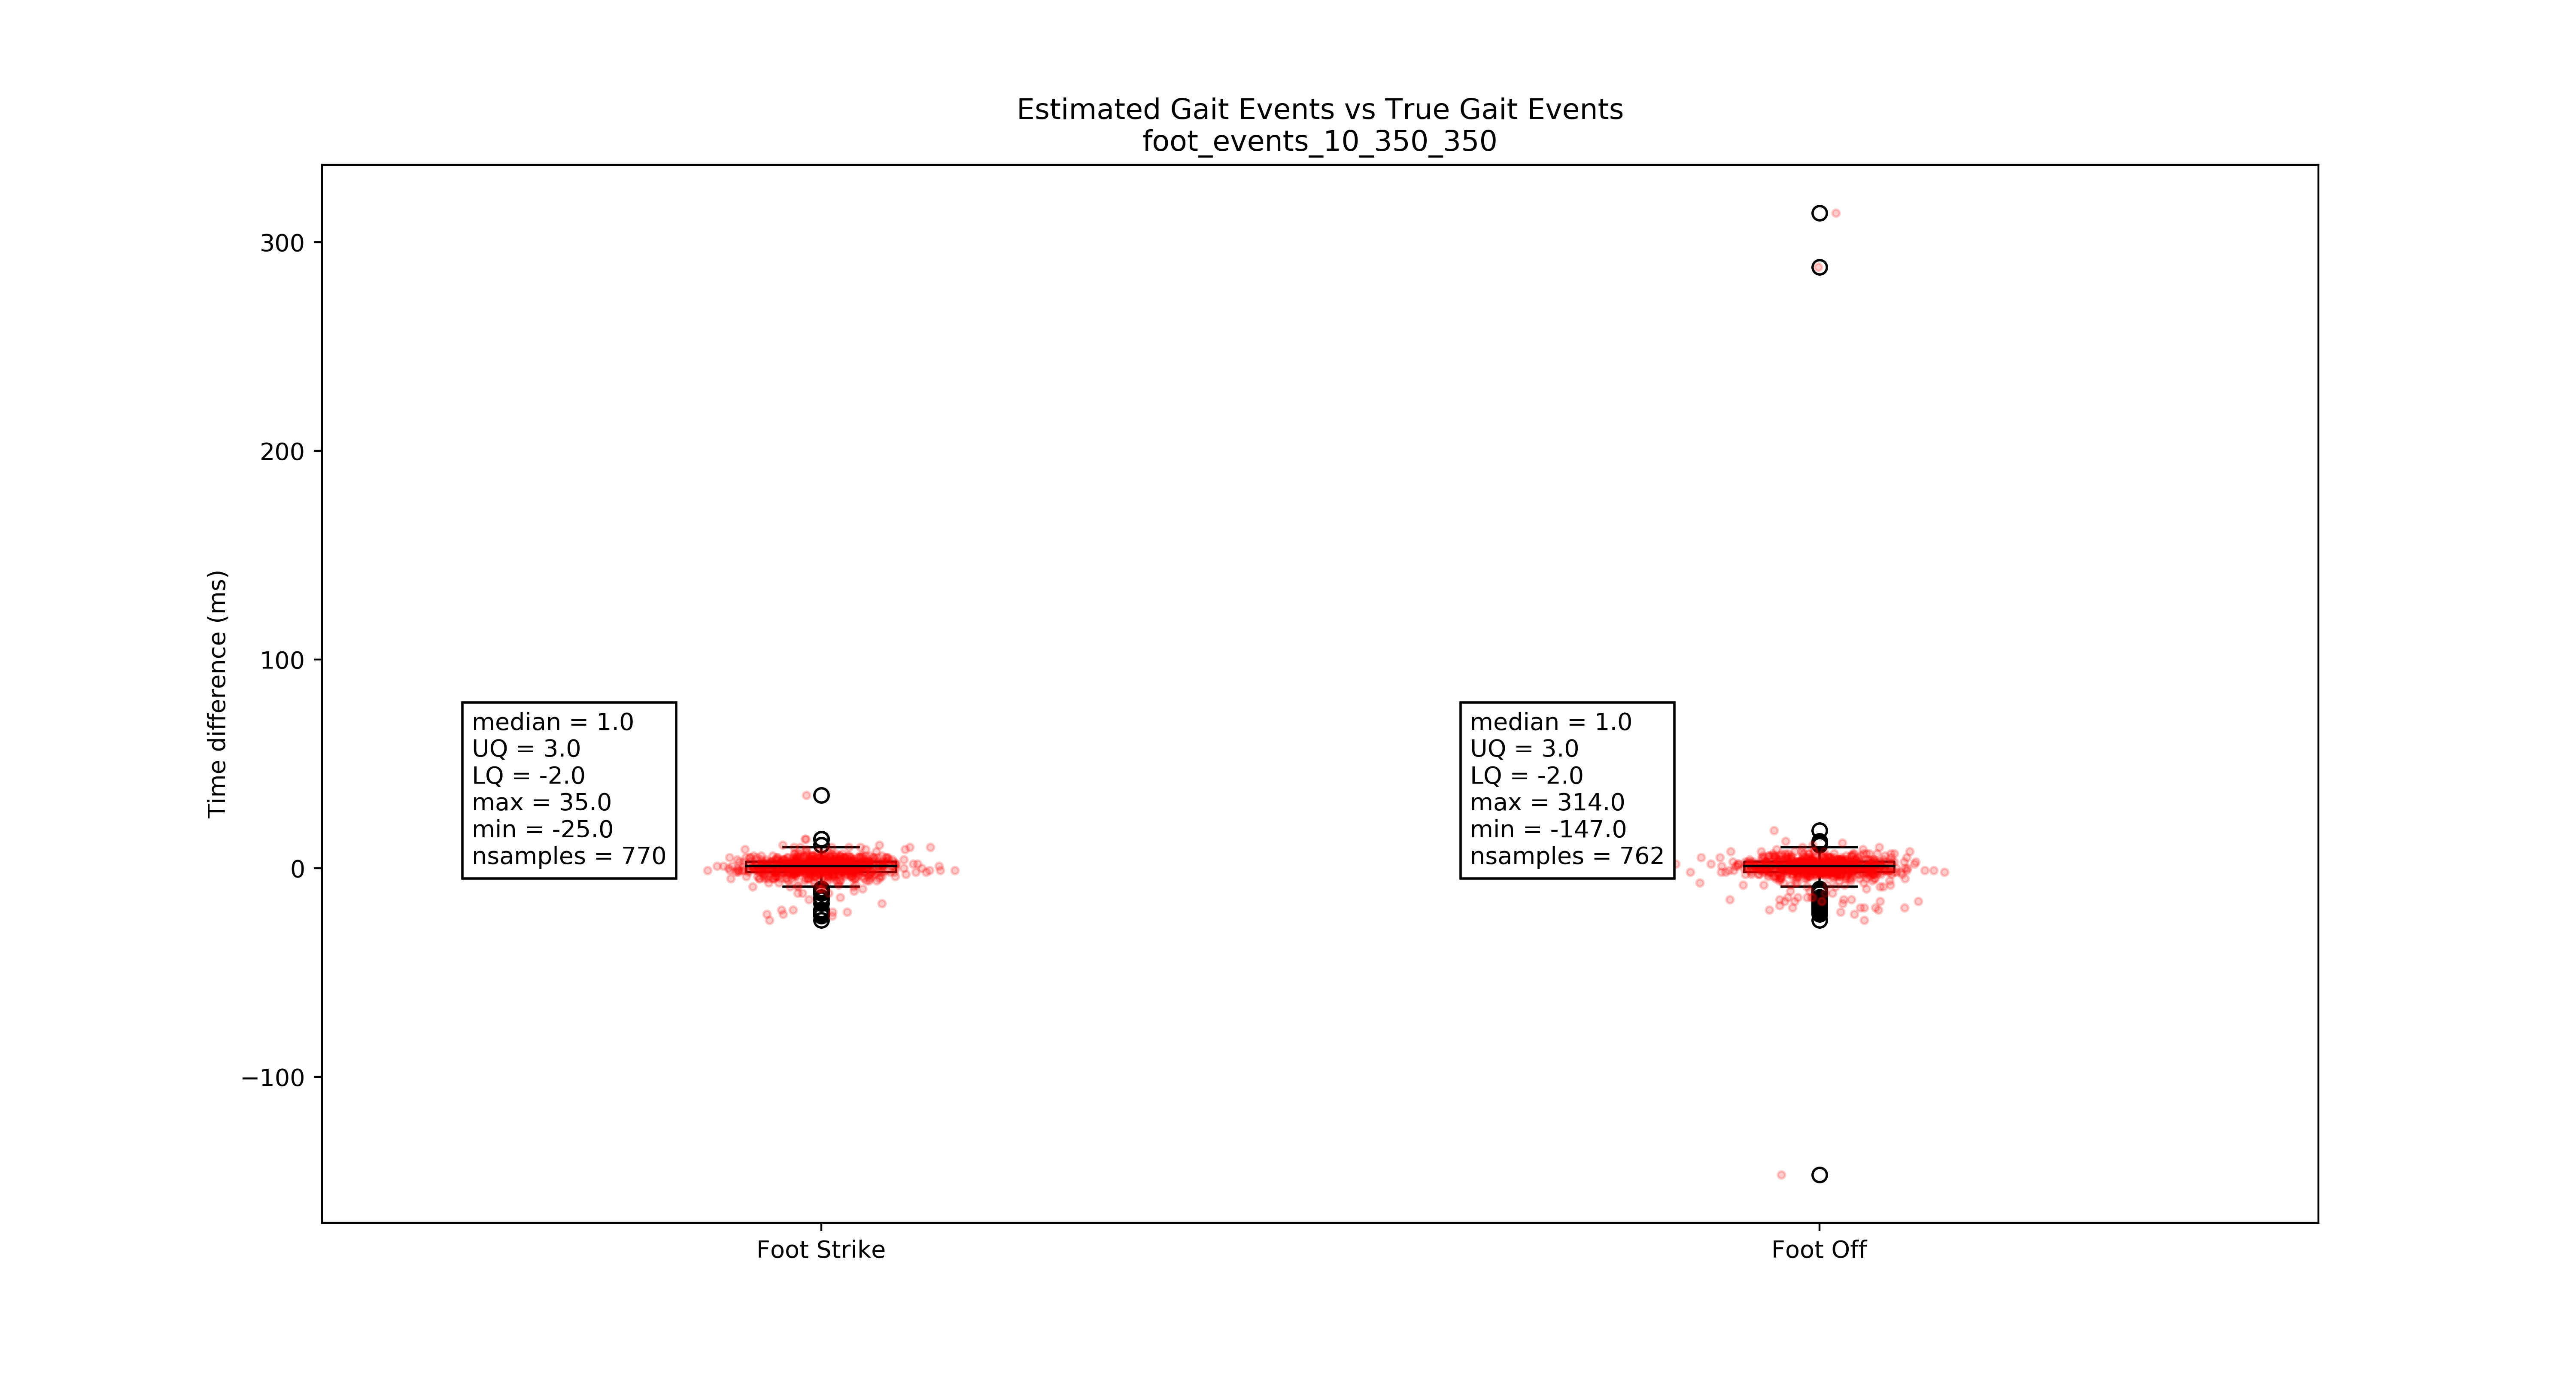 Estimated Gait Events vs True Gait Events
foot_events_10_350_350
Time difference (ms)
300
200
100
0
−100
median = 1.0
UQ = 3.0
LQ = -2.0
max = 35.0
min = -25.0
nsamples = 770
median = 1.0
UQ = 3.0
LQ = -2.0
max = 314.0
min = -147.0
nsamples = 762
Foot Strike
Foot Off